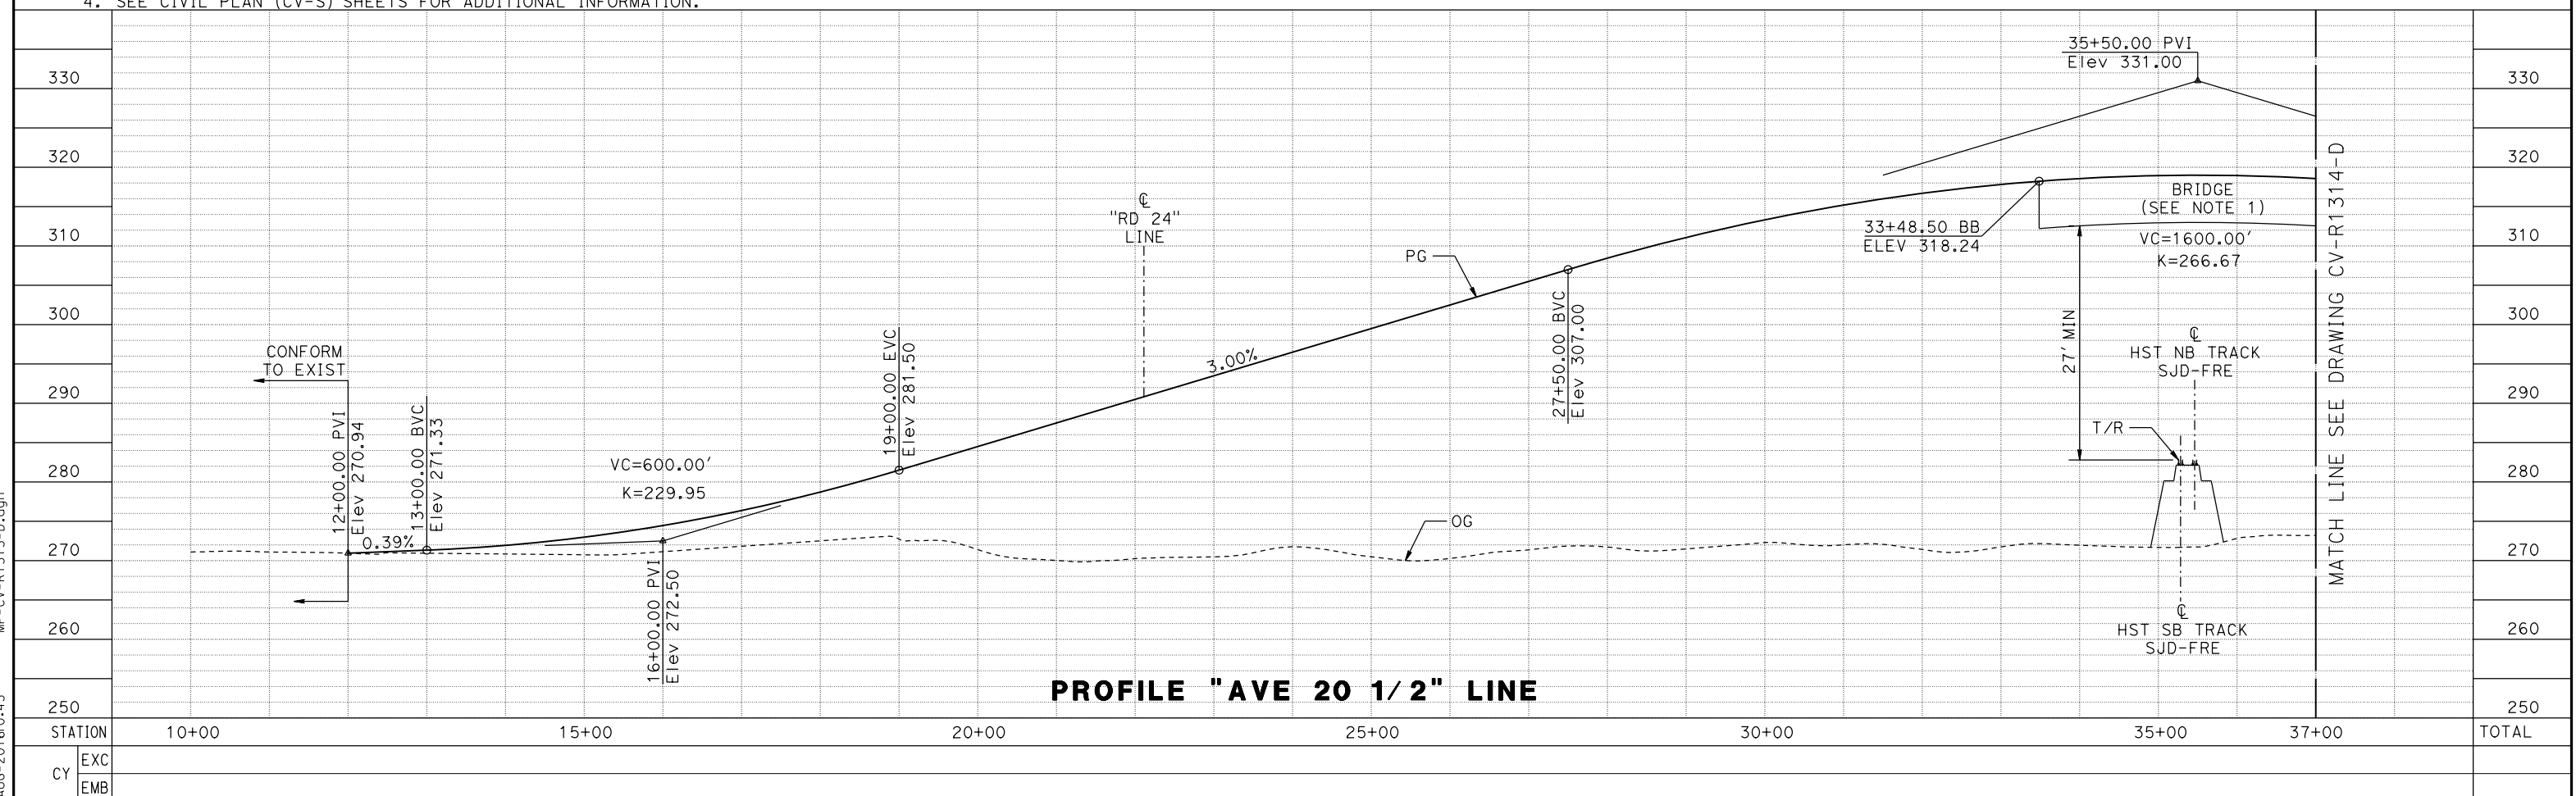 4. SEE CIVIL PLAN (CV-S) SHEETS FOR ADDITIONAL INFORMATION.
35+50.00 PVI
Elev 331.00
330
330
320
320
℄
"RD 24"
LINE
BRIDGE
(SEE NOTE 1)
310
310
33+48.50 BB
ELEV 318.24
VC=1600.00'
K=266.67
PG
27+50.00 BVC
Elev 307.00
300
300
27' MIN
℄
HST NB TRACK
SJD-FRE
CONFORM
TO EXIST
19+00.00 EVC
Elev 281.50
3.00%
290
290
12+00.00 PVI
Elev 270.94
13+00.00 BVC
Elev 271.33
T/R
280
280
VC=600.00'
K=229.95
OG
0.39%
270
270
16+00.00 PVI
Elev 272.50
MATCH LINE SEE DRAWING CV-R1314-D
℄
HST SB TRACK
SJD-FRE
260
260
PROFILE "AVE 20 1/2" LINE
250
250
STATION
10+00
15+00
20+00
25+00
30+00
35+00
37+00
TOTAL
CY
EXC
EMB